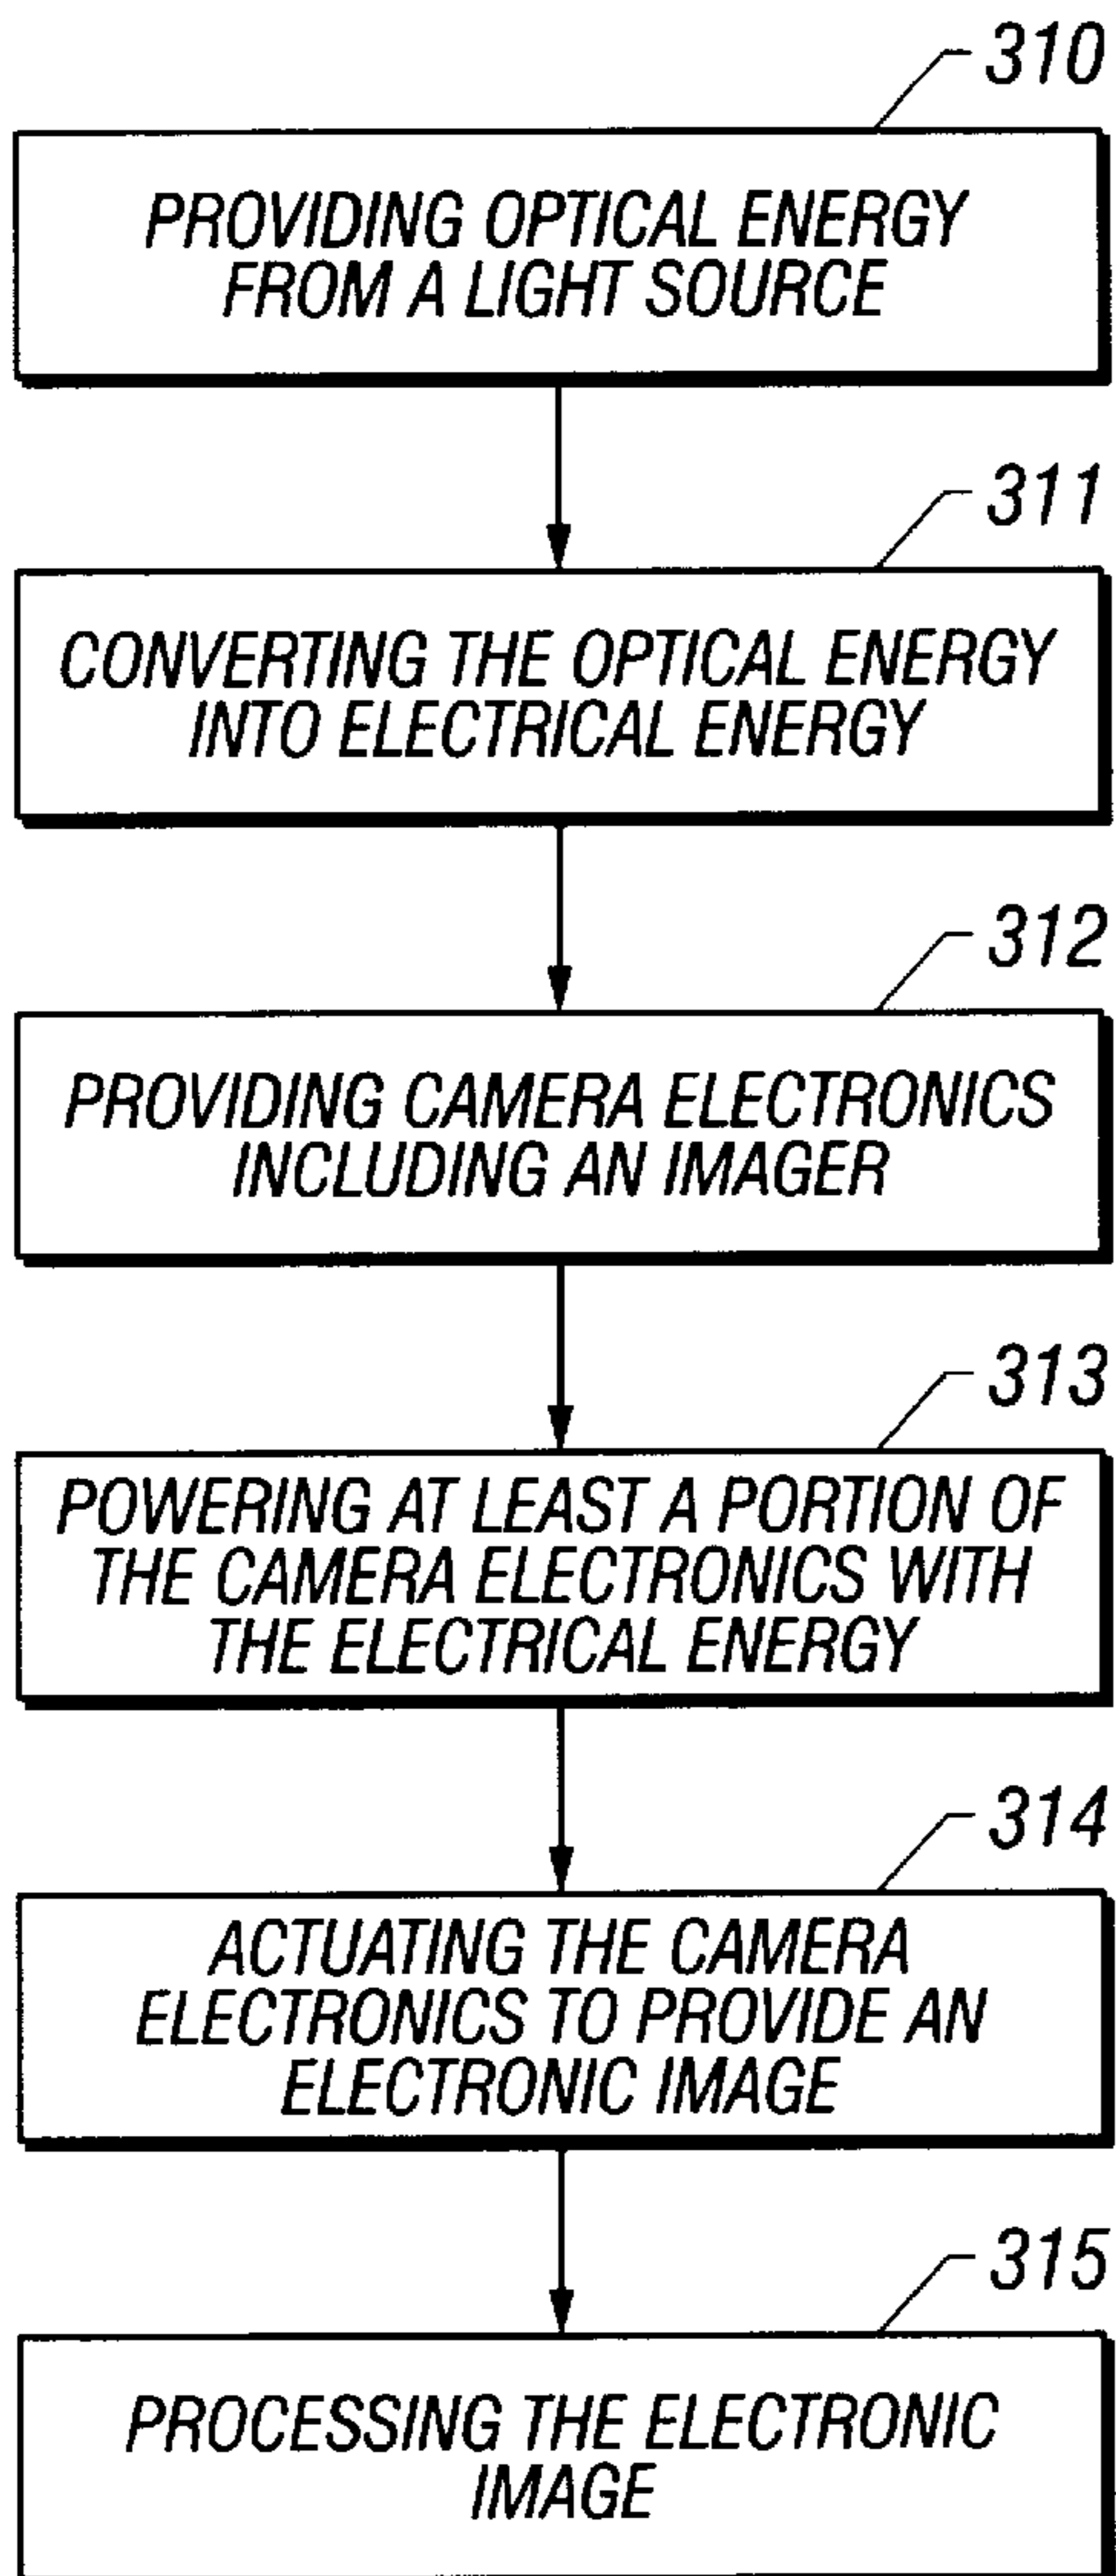 310
PROVIDING OPTICAL ENERGY
FROM A LIGHT SOURCE
311
CONVERTING THE OPTICAL ENERGY
INTO ELECTRICAL ENERGY
312
PROVIDING CAMERA ELECTRONICS
INCLUDING AN IMAGER
313
POWERING AT LEAST A PORTION OF
THE CAMERA ELECTRONICS WITH
THE ELECTRICAL ENERGY
314
ACTUATING THE CAMERA
ELECTRONICS TO PROVIDE AN
ELECTRONIC IMAGE
315
PROCESSING THE ELECTRONIC
IMAGE